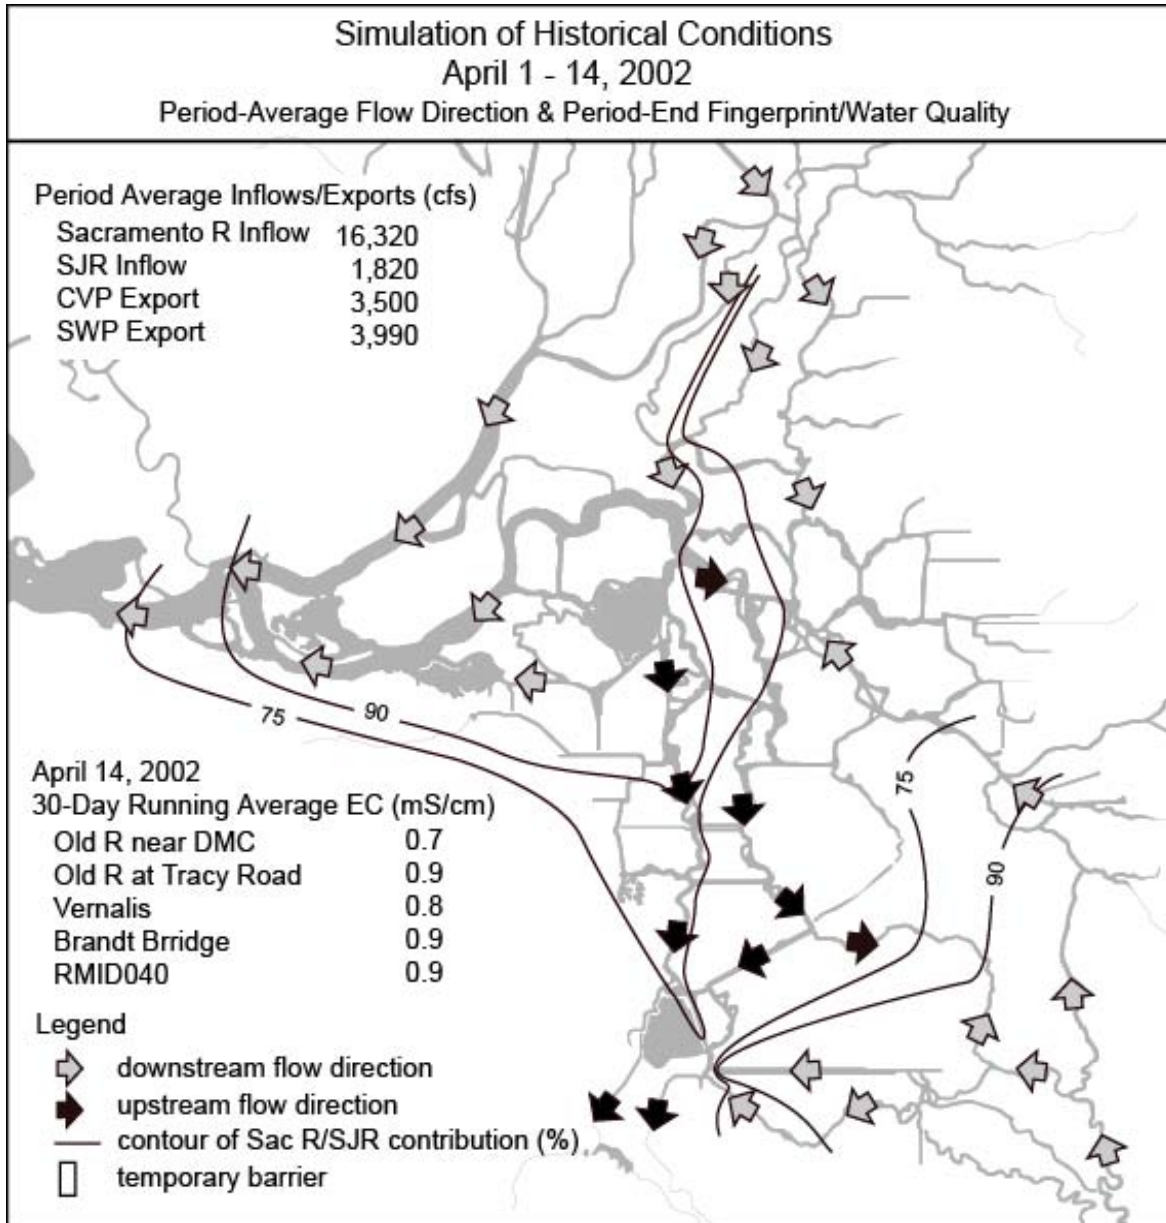 Simulation of Historical Conditions
April 1 - 14, 2002
Period-Average Flow Direction & Period-End Fingerprint/Water Quality
Period Average Inflows/Exports (cfs)
Sacramento R Inflow 16,320
SJR Inflow 1,820
CVP Export 3,500
SWP Export 3,990
75
90
75
90
April 14, 2002
30-Day Running Average EC (mS/cm)
Old R near DMC 0.7
Old R at Tracy Road 0.9
Vernalis 0.8
Brandt Brridge 0.9
RMID040 0.9
Legend
downstream flow direction
upstream flow direction
contour of Sac R/SJR contribution (%)
temporary barrier